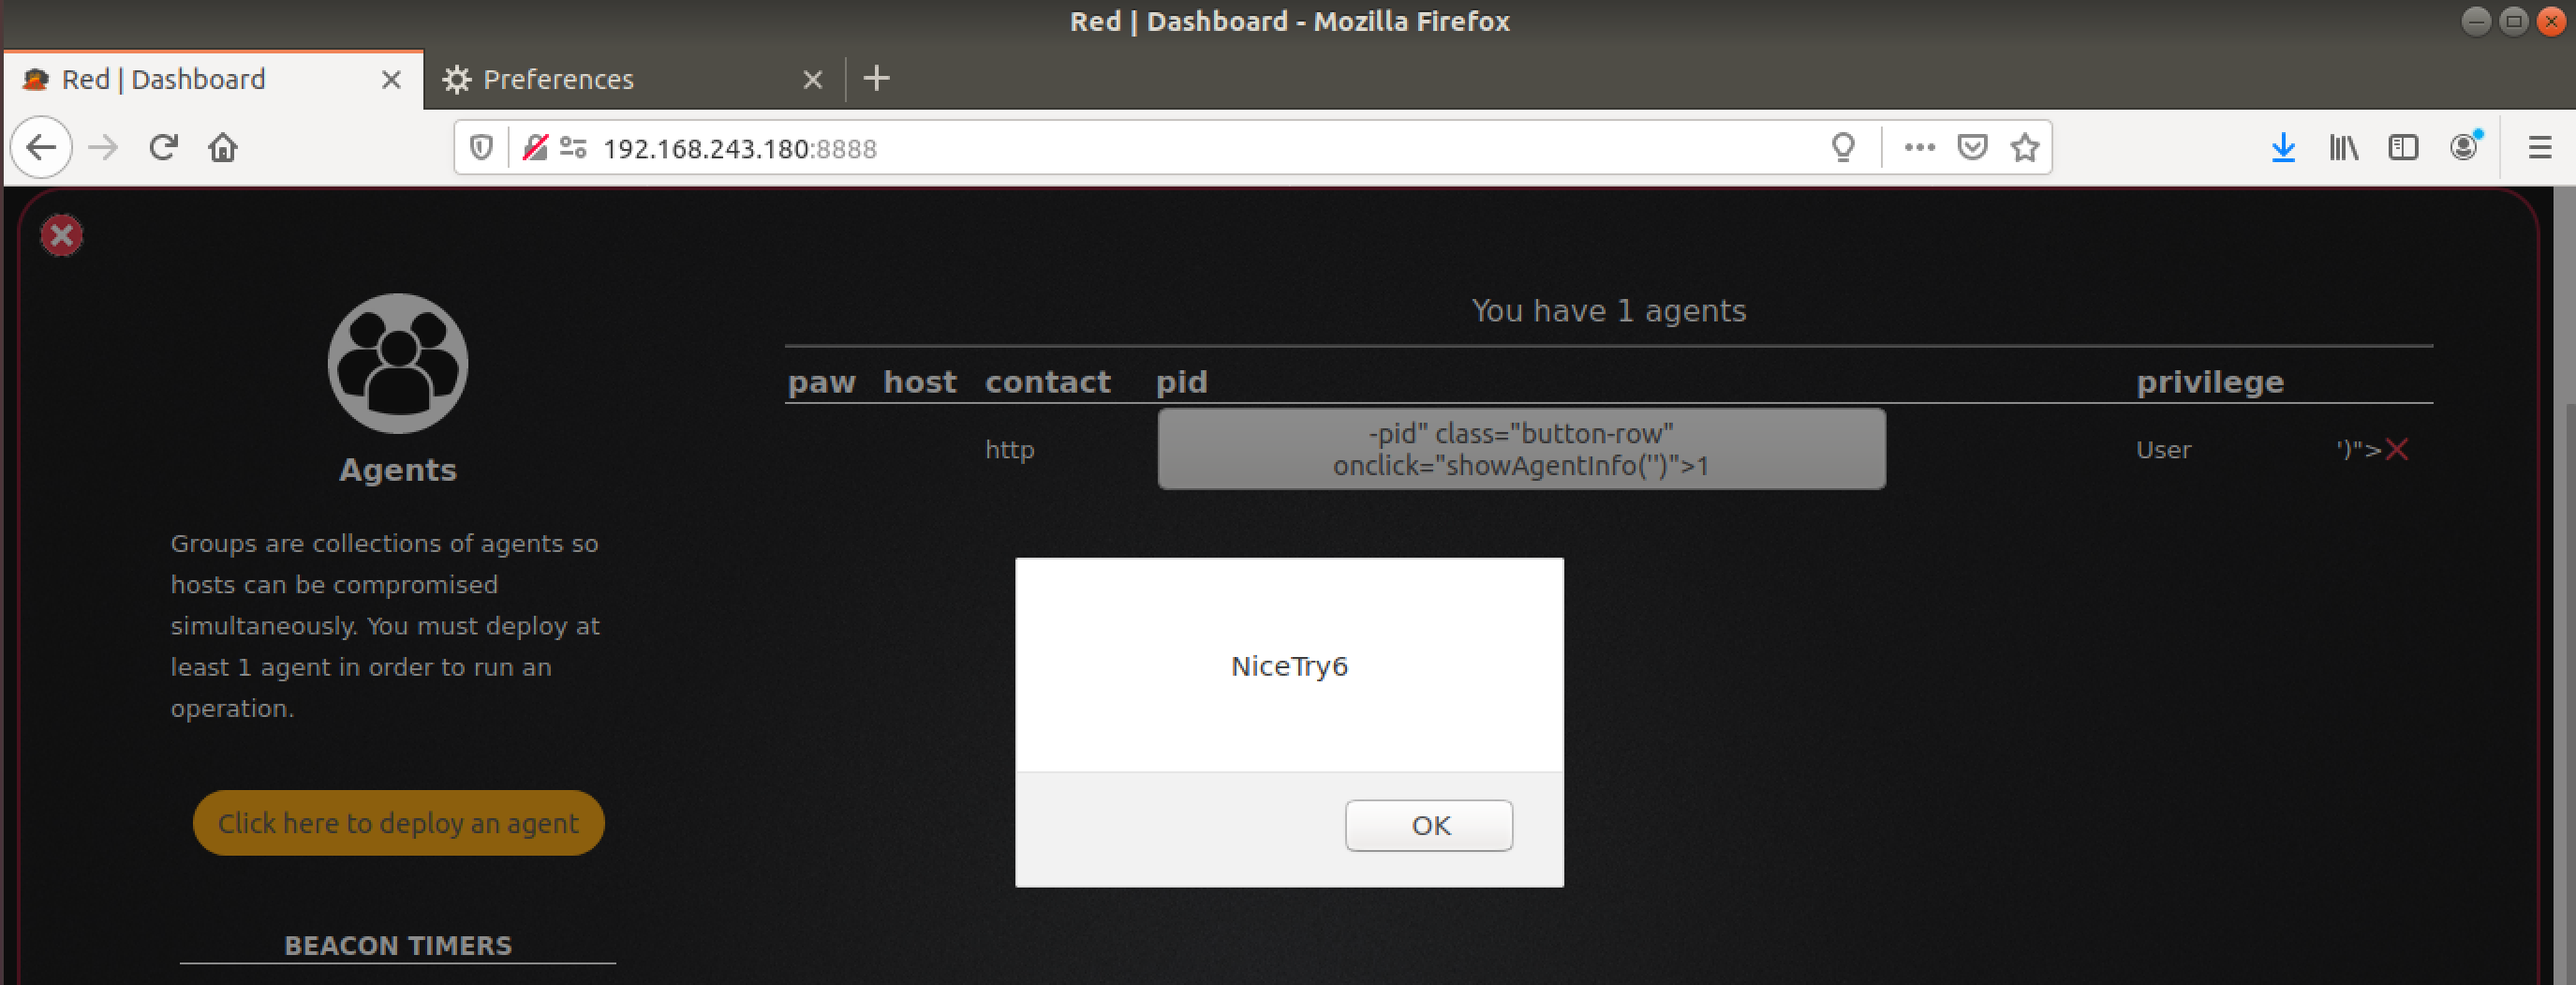 Red | Dashboard - Mozilla Firefox
Red | Dashboard
Preferences
192.168.243.180:8888
You have 1 agents
paw host contact pid privilege
-pid" class="button-row"
http onclick="showAgentInfo('')">1 User ')">
Agents
Groups are collections of agents so
hosts can be compromised
simultaneously. You must deploy at
least 1 agent in order to run an
operation.
Click here to deploy an agent
BEACON TIMERS
NiceTry6
OK